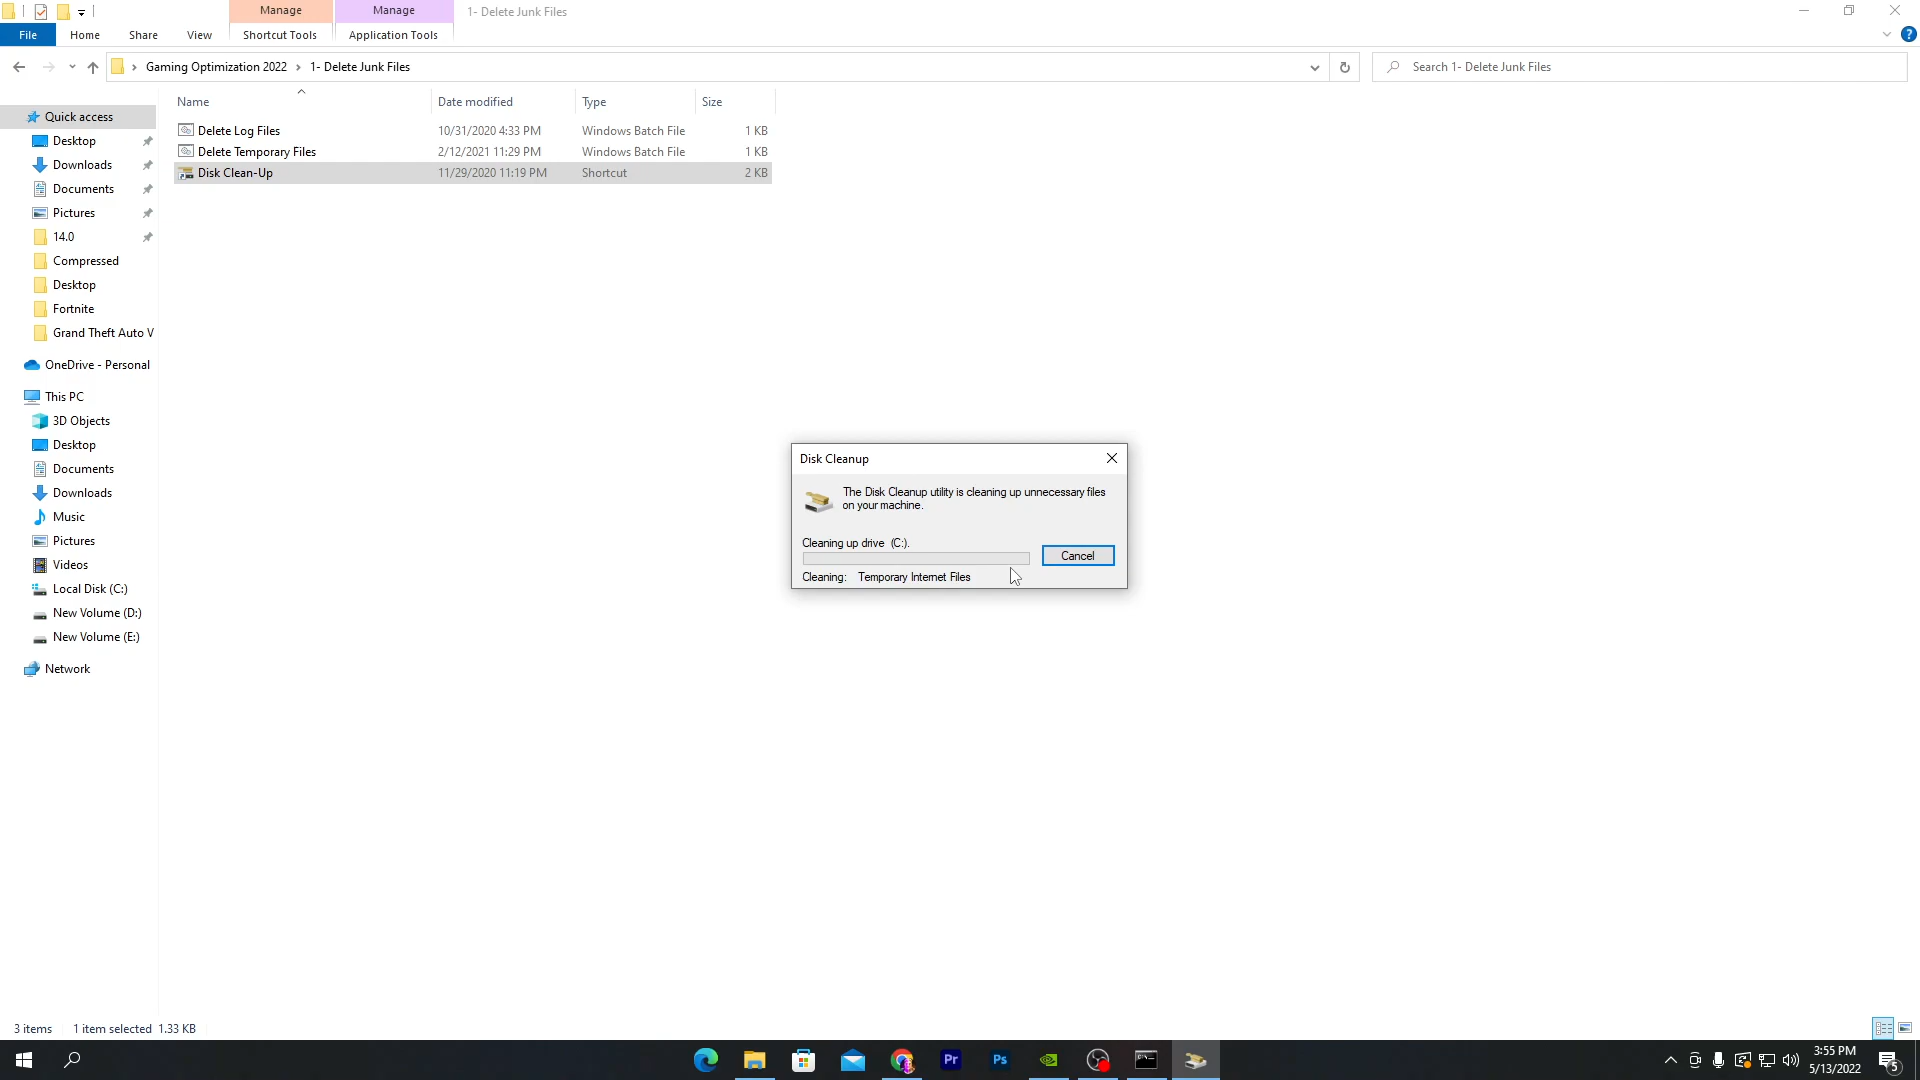 Manage
Manage
1- Delete Junk Files
File
Home
Share
View
Shortcut Tools
Application Tools
?
Gaming Optimization 2022 > 1- Delete Junk Files
Search 1- Delete Junk Files
Name
Date modified
Type
Size
Delete Log Files
10/31/2020 4:33 PM
Windows Batch File
1 KB
Delete Temporary Files
2/12/2021 11:29 PM
Windows Batch File
1 KB
Disk Clean-Up
11/29/2020 11:19 PM
Shortcut
2 KB
Quick access
Desktop
Downloads
Documents
Pictures
14.0
Compressed
Desktop
Fortnite
Grand Theft Auto V
OneDrive - Personal
This PC
3D Objects
Desktop
Documents
Downloads
Music
Pictures
Videos
Local Disk (C:)
New Volume (D:)
New Volume (E:)
Network
Disk Cleanup
The Disk Cleanup utility is cleaning up unnecessary files
on your machine.
Cleaning up drive (C:).
Cancel
Cleaning: Temporary Internet Files
3 items
1 item selected 1.33 KB
Pr
Ps
3:55 PM
5/13/2022
5